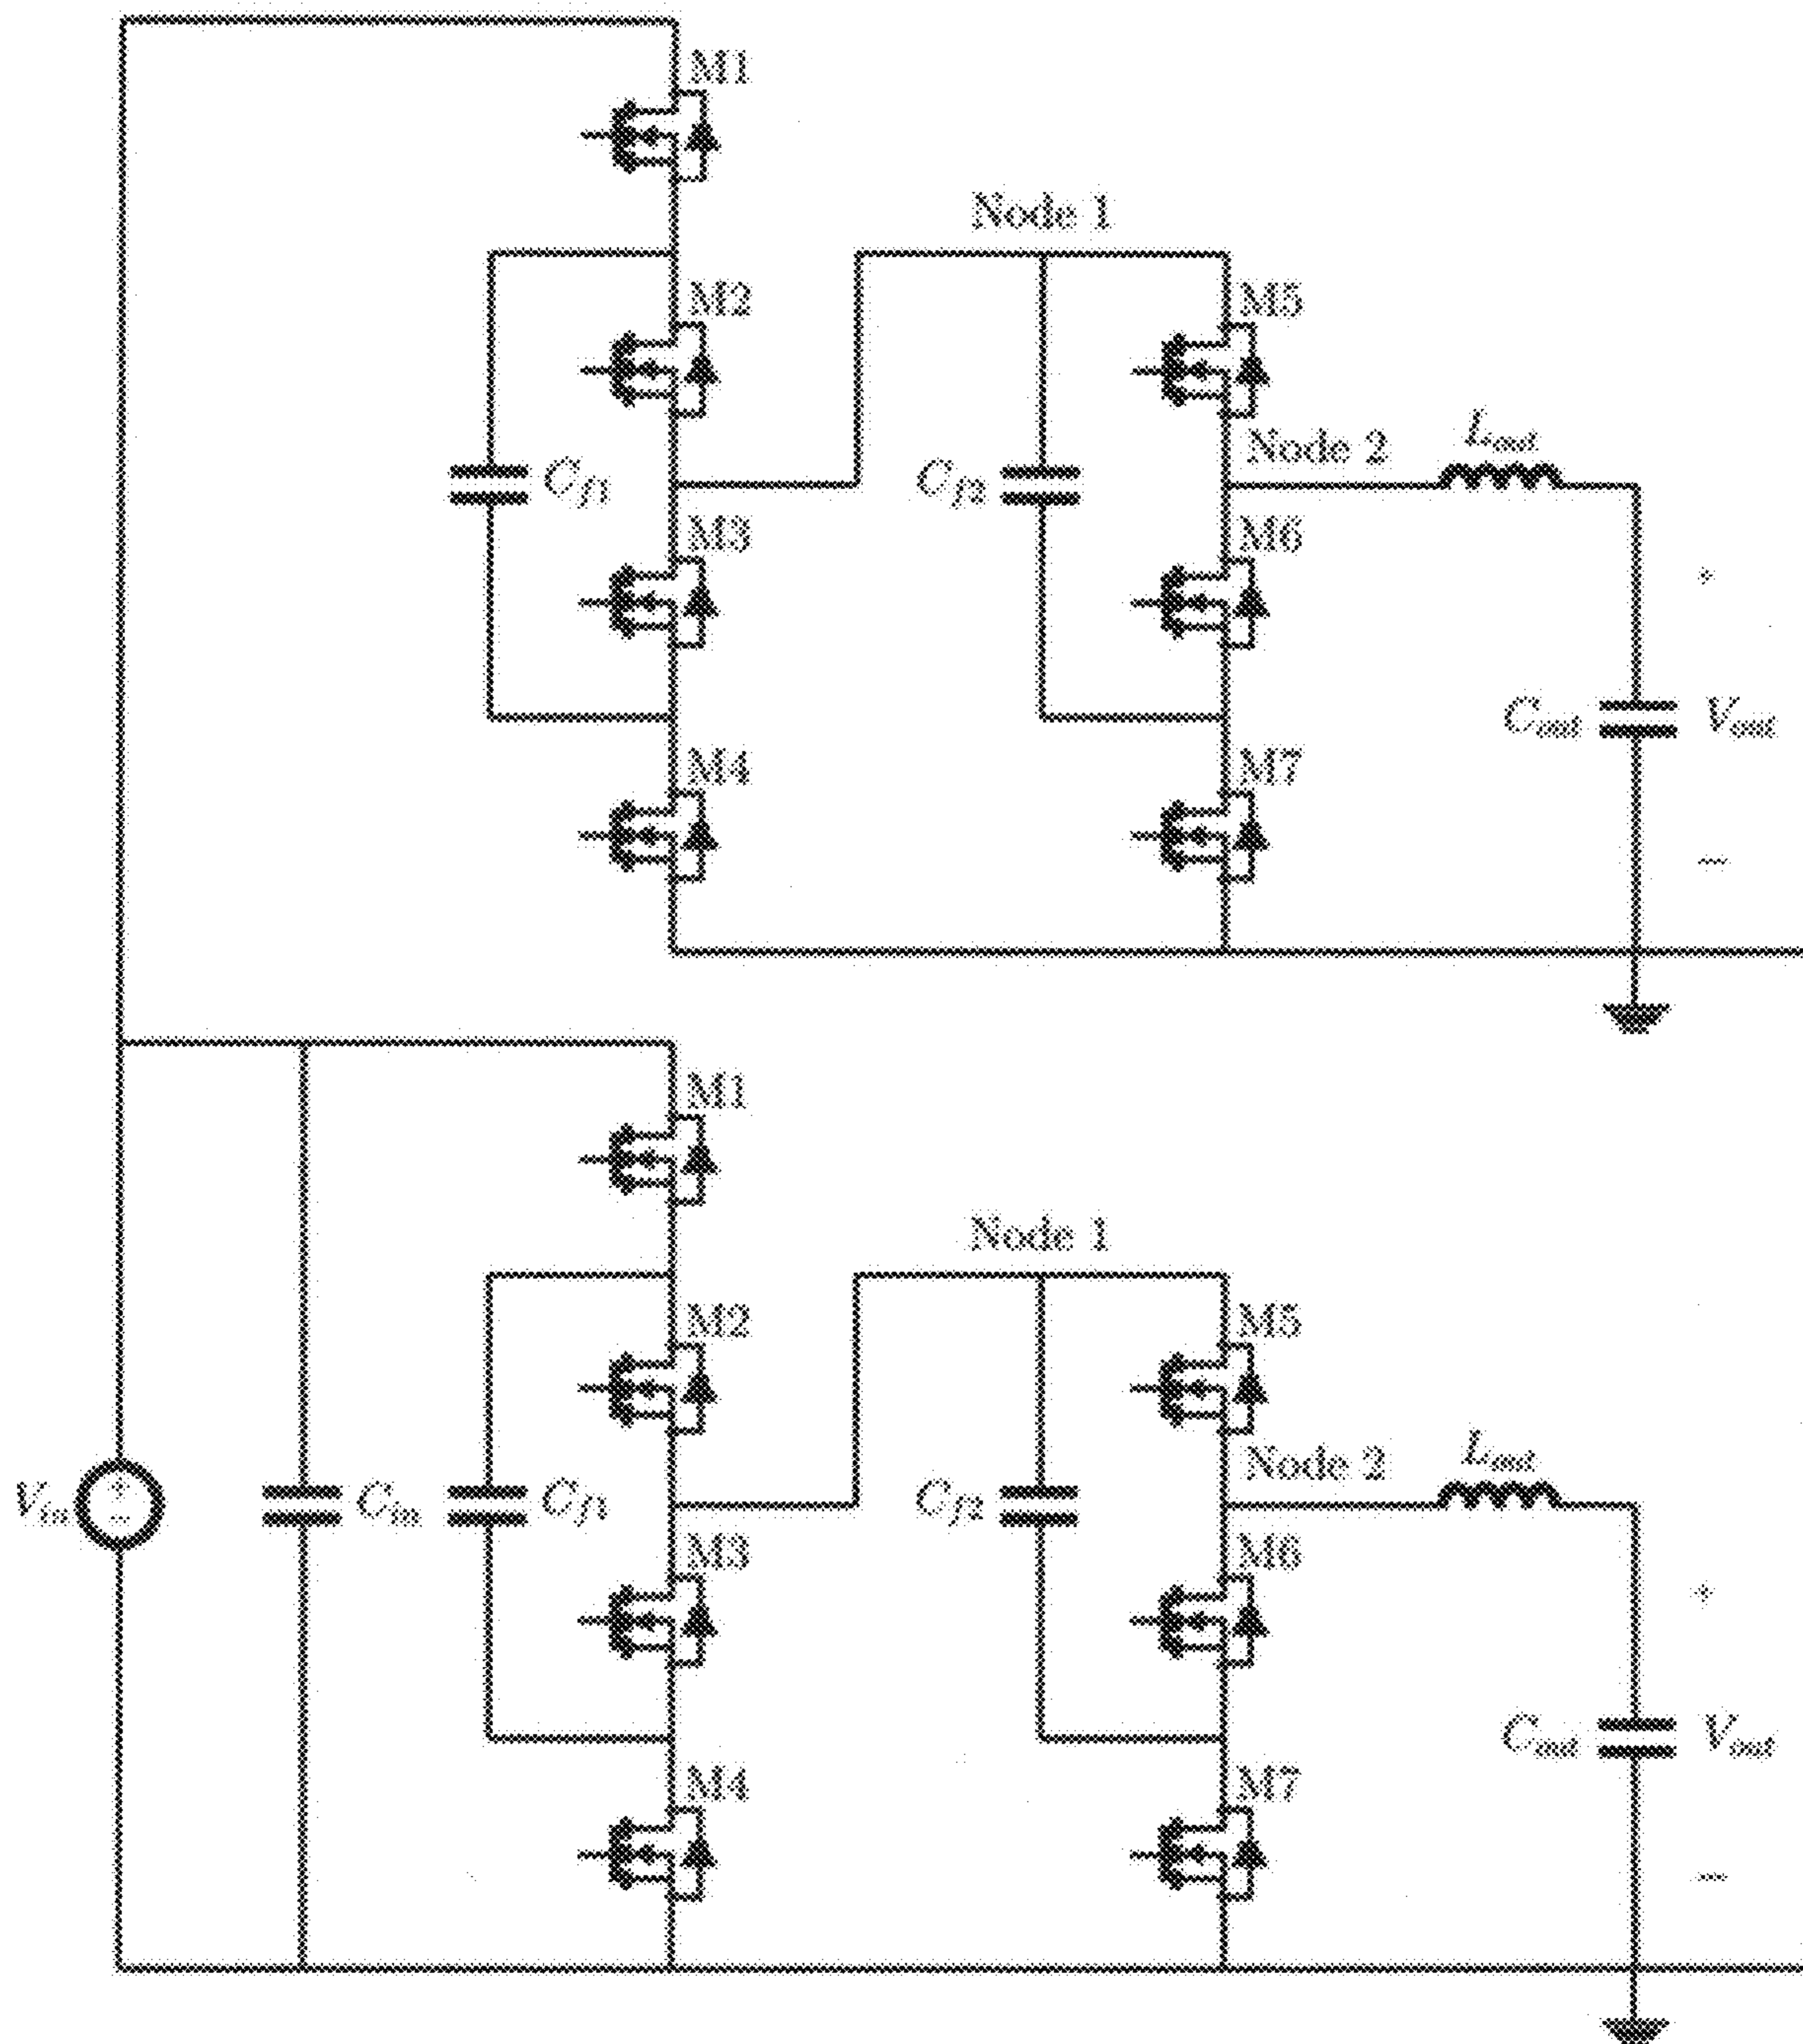 M1
Node 1
M2
M5
Node 2
L_out
C_f1
C_f2
M3
M6
+
C_out
V_out
M4
M7
−
M1
Node 1
M2
M5
Node 2
L_out
V_in
+
−
C_in
C_f1
C_f2
M3
M6
+
C_out
V_out
M4
M7
−